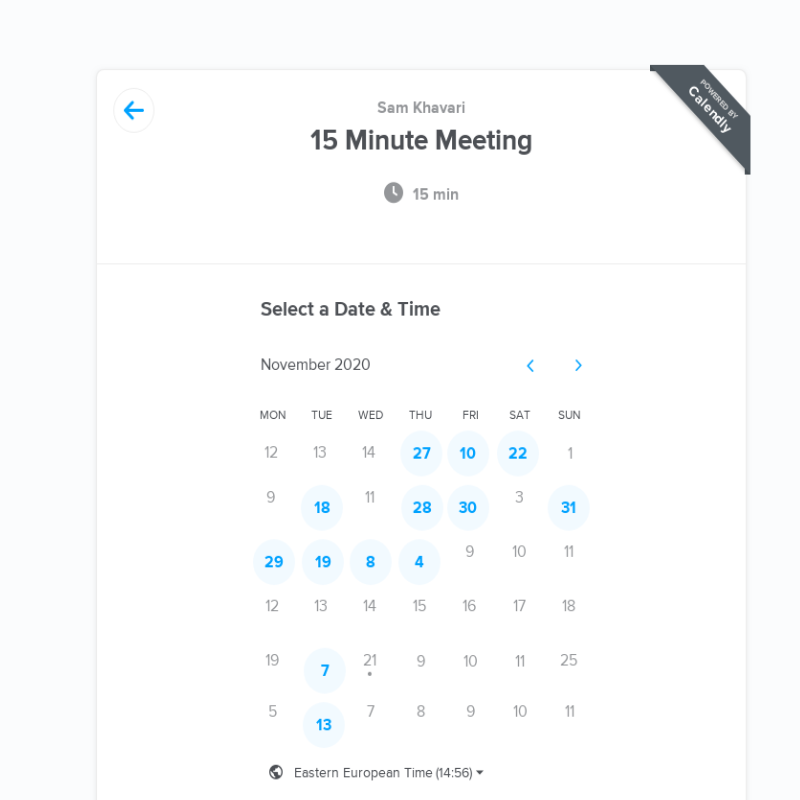 POWERED BY
Calendly
Sam Khavari
15 Minute Meeting
15 min
Select a Date & Time
November 2020
MON TUE WED THU FRI SAT SUN
12 13 14 27 10 22 1
9 18 11 28 30 3 31
29 19 8 4 9 10 11
12 13 14 15 16 17 18
19 7 21 9 10 11 25
5 13 7 8 9 10 11
Eastern European Time (14:56)